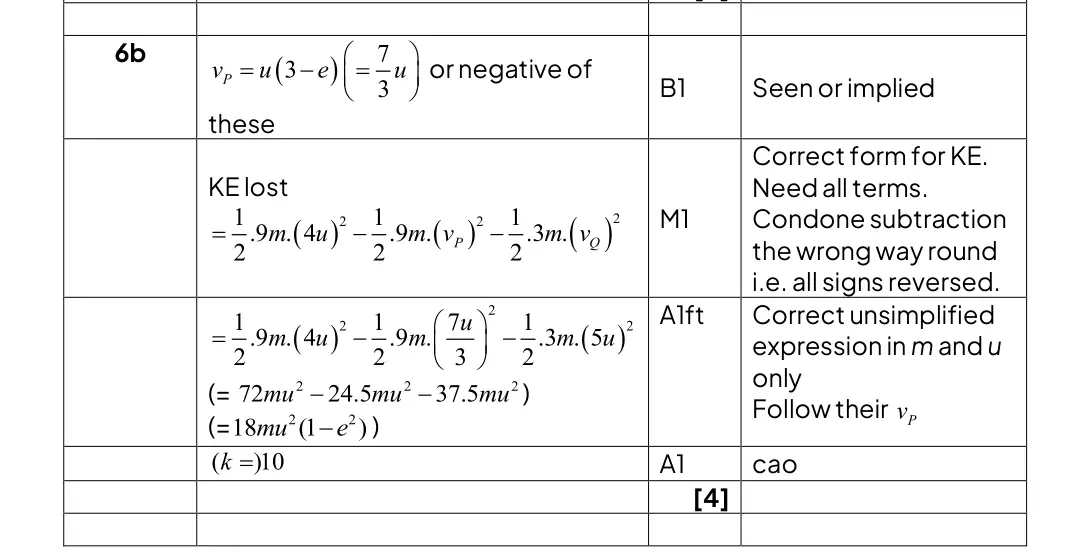 6b
v_P = u(3−e)(= 7/3 u) or negative of
these
B1
Seen or implied
KE lost
= 1/2 .9m.(4u)² − 1/2 .9m.(v_P)² − 1/2 .3m.(v_Q)²
M1
Correct form for KE.
Need all terms.
Condone subtraction
the wrong way round
i.e. all signs reversed.
= 1/2 .9m.(4u)² − 1/2 .9m.(7u/3)² − 1/2 .3m.(5u)²
(= 72mu² − 24.5mu² − 37.5mu²)
(=18mu²(1−e²))
A1ft
Correct unsimplified
expression in m and u
only
Follow their v_P
(k =)10
A1
cao
[4]